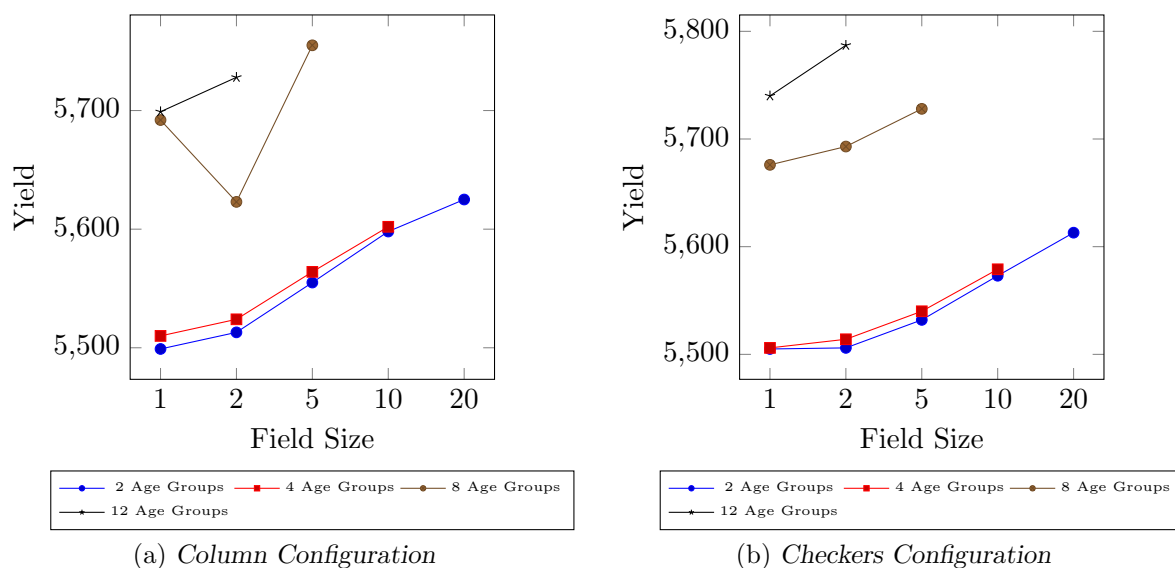 5,700
5,600
5,500
Yield
1 2 5 10 20
Field Size
2 Age Groups 4 Age Groups 8 Age Groups
12 Age Groups
(a) Column Configuration
5,800
5,700
5,600
5,500
Yield
1 2 5 10 20
Field Size
2 Age Groups 4 Age Groups 8 Age Groups
12 Age Groups
(b) Checkers Configuration